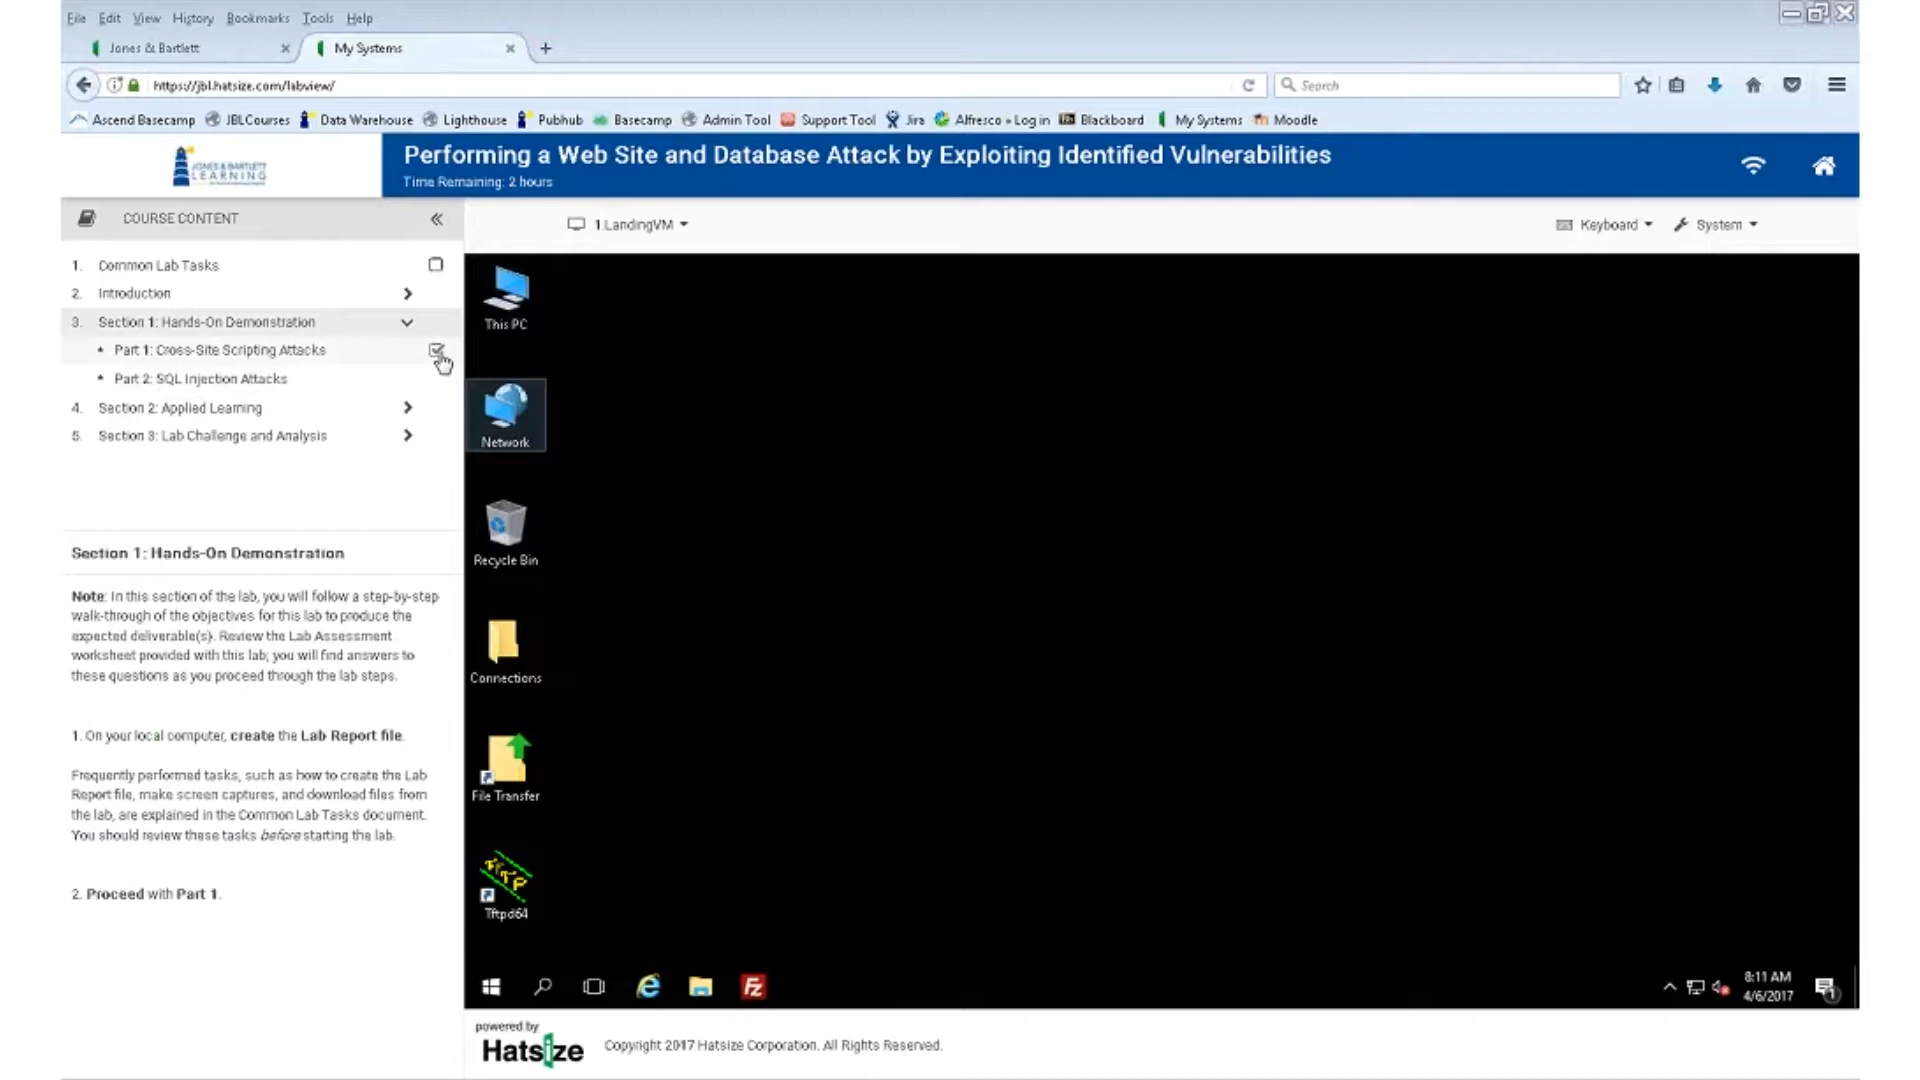 File Edit View History Bookmarks Tools Help
Jones & Bartlett
My Systems
https://jbl.hatsize.com/labview/
Search
Ascend Basecamp JBLCourses Data Warehouse Lighthouse Pubhub Basecamp Admin Tool Support Tool Jira Alfresco » Log in Blackboard My Systems Moodle
JONES & BARTLETT
LEARNING
Performing a Web Site and Database Attack by Exploiting Identified Vulnerabilities
Time Remaining: 2 hours
COURSE CONTENT
1.LandingVM
Keyboard
System
1. Common Lab Tasks
2. Introduction
3. Section 1: Hands-On Demonstration
• Part 1: Cross-Site Scripting Attacks
• Part 2: SQL Injection Attacks
4. Section 2: Applied Learning
5. Section 3: Lab Challenge and Analysis
Section 1: Hands-On Demonstration
Note: In this section of the lab, you will follow a step-by-step
walk-through of the objectives for this lab to produce the
expected deliverable(s). Review the Lab Assessment
worksheet provided with this lab; you will find answers to
these questions as you proceed through the lab steps.
1. On your local computer, create the Lab Report file.
Frequently performed tasks, such as how to create the Lab
Report file, make screen captures, and download files from
the lab, are explained in the Common Lab Tasks document.
You should review these tasks before starting the lab.
2. Proceed with Part 1.
This PC
Network
Recycle Bin
Connections
File Transfer
TFTP
Tftpd64
Fz
8:11 AM
4/6/2017
1
powered by
Hatsize
Copyright 2017 Hatsize Corporation. All Rights Reserved.